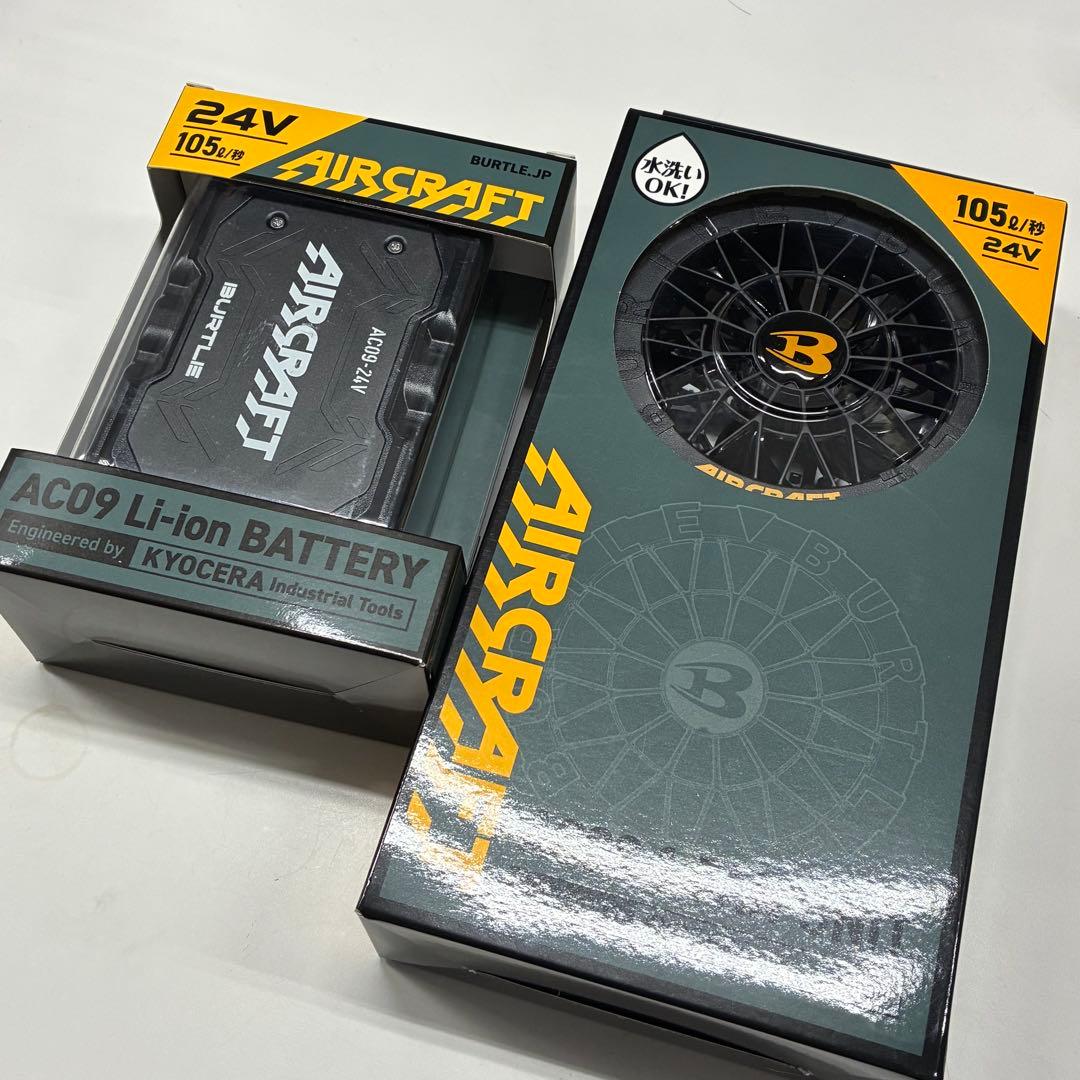 24V
105ℓ/秒
AIRCRAFT
BURTLE.JP
AIRCRAFT
BURTLE
AC09-24V
AC09 Li-ion BATTERY
Engineered by KYOCERA Industrial Tools
水洗い
OK!
105ℓ/秒
24V
B
AIRCRAFT
AIRCRAFT
B